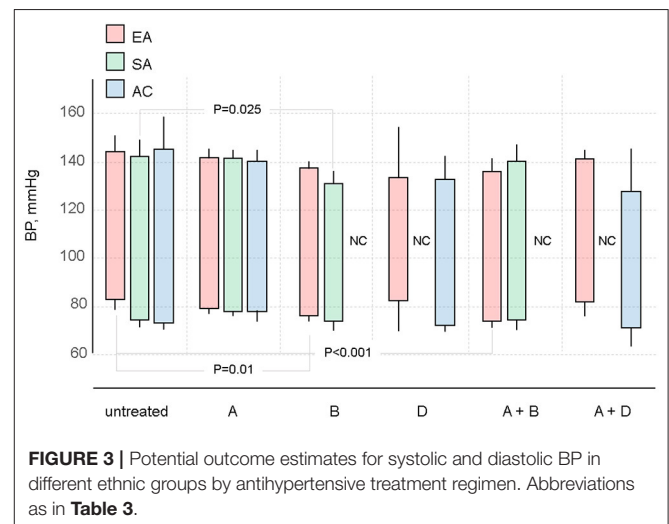 EA
SA
AC
P=0.025
160
140
120
100
80
60
BP, mmHg
NC
NC
NC
NC
P<0.001
P=0.01
untreated A B D A + B A + D
FIGURE 3 | Potential outcome estimates for systolic and diastolic BP in
different ethnic groups by antihypertensive treatment regimen. Abbreviations
as in Table 3.